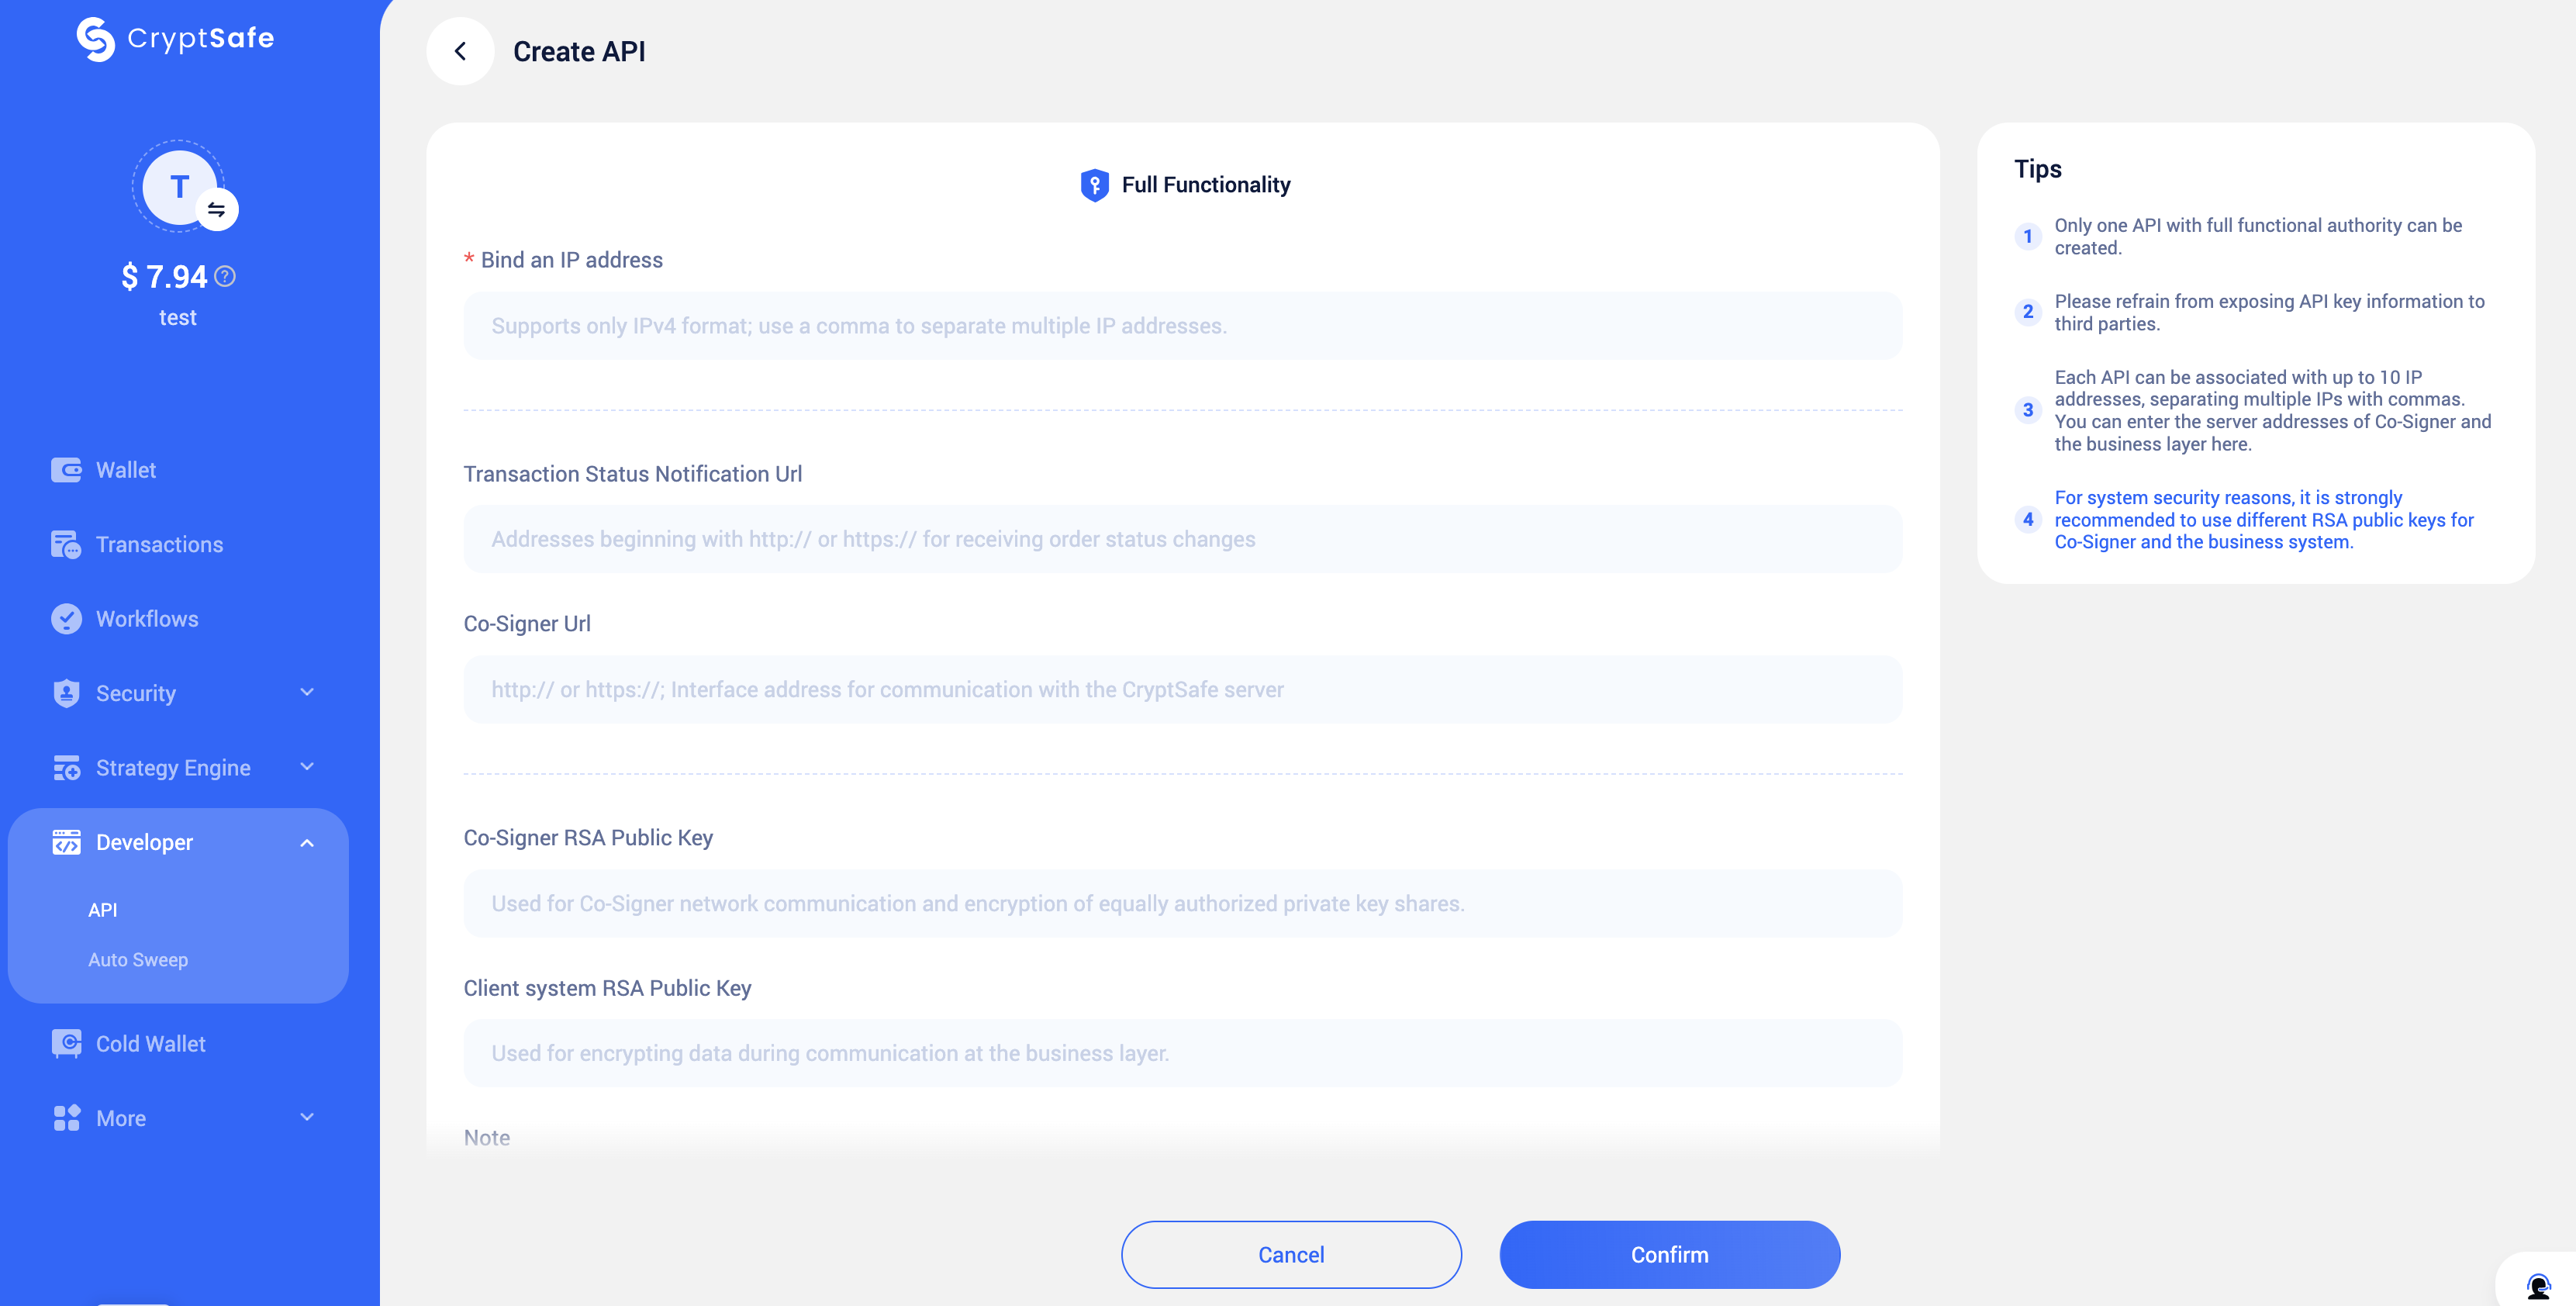 CryptSafe
T
$ 7.94
test
Wallet
Transactions
Workflows
Security
Strategy Engine
Developer
API
Auto Sweep
Cold Wallet
More
Create API
Full Functionality
* Bind an IP address
Supports only IPv4 format; use a comma to separate multiple IP addresses.
Transaction Status Notification Url
Addresses beginning with http:// or https:// for receiving order status changes
Co-Signer Url
http:// or https://; Interface address for communication with the CryptSafe server
Co-Signer RSA Public Key
Used for Co-Signer network communication and encryption of equally authorized private key shares.
Client system RSA Public Key
Used for encrypting data during communication at the business layer.
Note
Cancel
Confirm
Tips
1
Only one API with full functional authority can be
created.
2
Please refrain from exposing API key information to
third parties.
3
Each API can be associated with up to 10 IP
addresses, separating multiple IPs with commas.
You can enter the server addresses of Co-Signer and
the business layer here.
4
For system security reasons, it is strongly
recommended to use different RSA public keys for
Co-Signer and the business system.